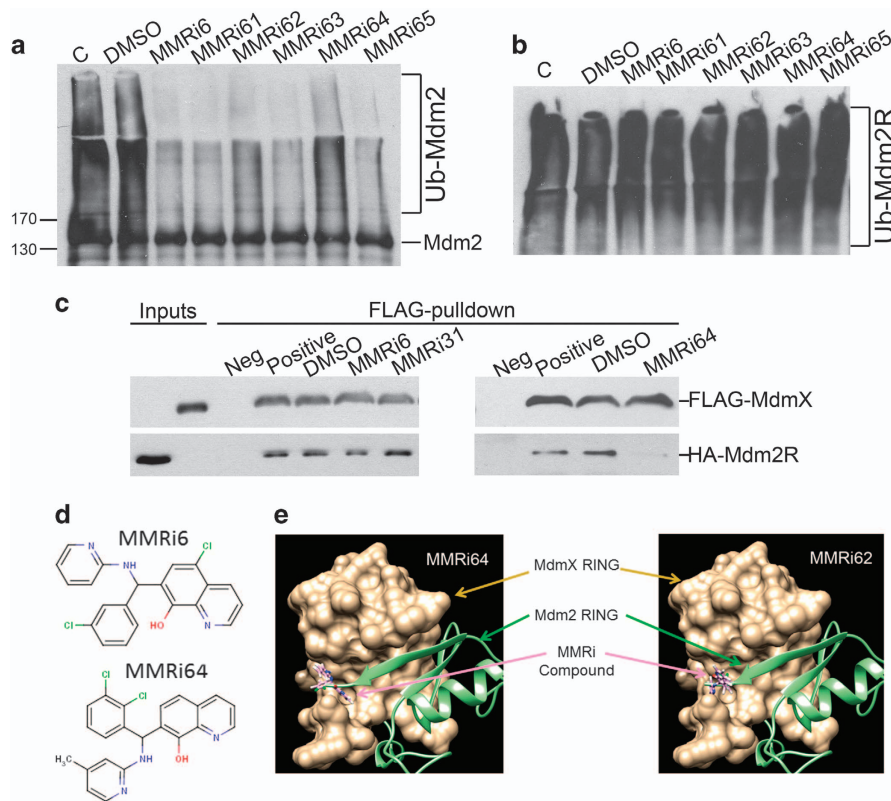 a
C DMSO MMRi6 MMRi61 MMRi62 MMRi63 MMRi64 MMRi65
Ub-Mdm2
170
130
Mdm2
b
C DMSO MMRi6 MMRi61 MMRi62 MMRi63 MMRi64 MMRi65
Ub-Mdm2R
c
Inputs FLAG-pulldown
Neg Positive DMSO MMRi6 MMRi31
Neg Positive DMSO MMRi64
FLAG-MdmX
HA-Mdm2R
d
MMRi6
N
NH
Cl
Cl
HO
N
MMRi64
Cl
Cl
N
NH
OH
H₃C
N
e
MMRi64
MdmX RING
Mdm2 RING
MMRi
Compound
MMRi62